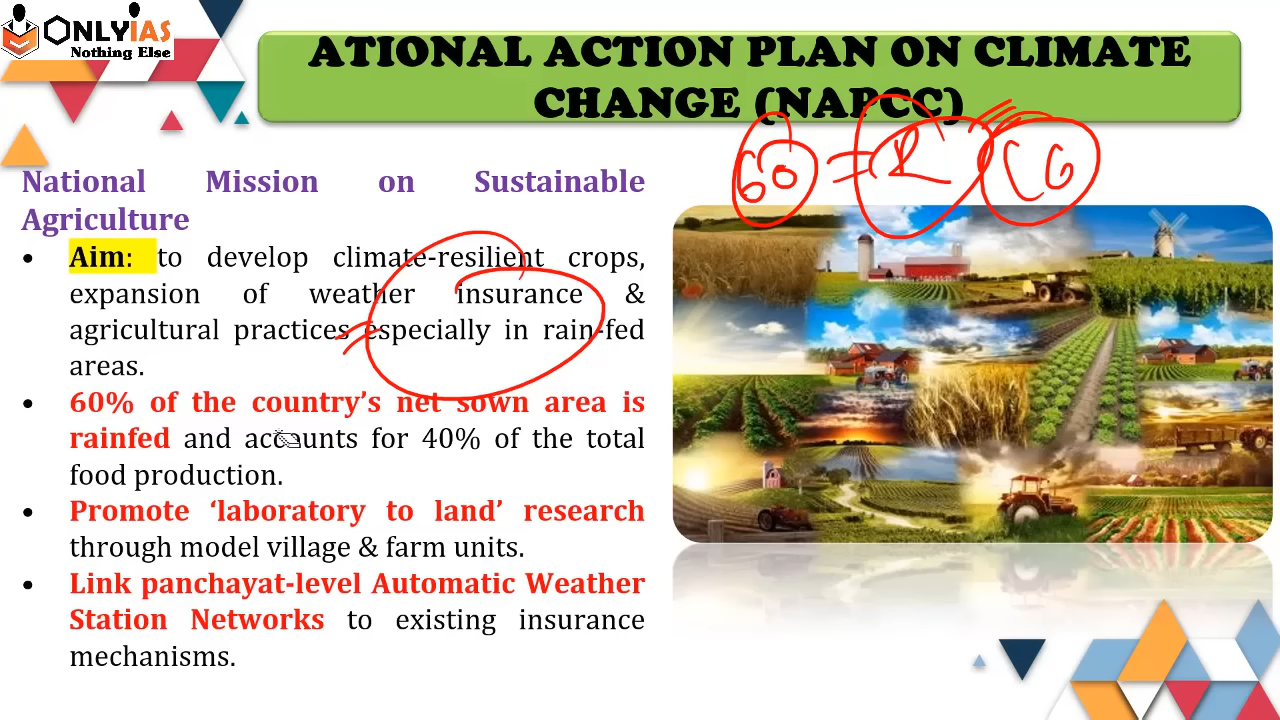 ONLYIAS
Nothing Else
ATIONAL ACTION PLAN ON CLIMATE
CHANGE (NAPCC)
60 = R
National Mission on Sustainable
Agriculture
• Aim: to develop climate-resilient crops,
expansion of weather insurance &
agricultural practices especially in rain-fed
areas.
• 60% of the country's net sown area is
rainfed and accounts for 40% of the total
food production.
• Promote ‘laboratory to land’ research
through model village & farm units.
• Link panchayat-level Automatic Weather
Station Networks to existing insurance
mechanisms.